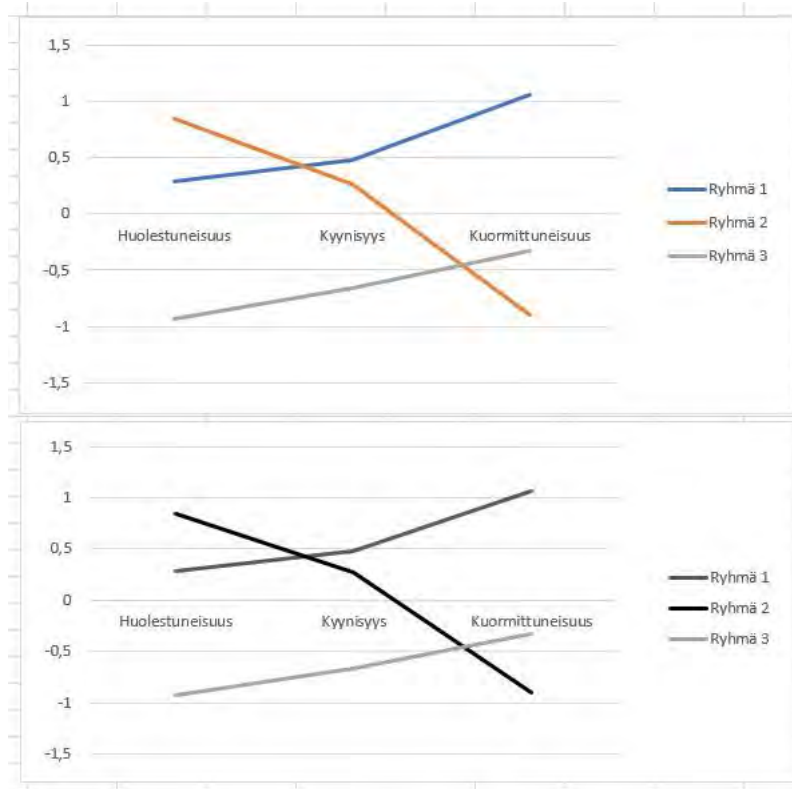 1,5
1
0,5
0
Huolestuneisuus Kyynisyys Kuormittuneisuus
-0,5
-1
-1,5
Ryhmä 1
Ryhmä 2
Ryhmä 3
1,5
1
0,5
0
Huolestuneisuus Kyynisyys Kuormittuneisuus
-0,5
-1
-1,5
Ryhmä 1
Ryhmä 2
Ryhmä 3